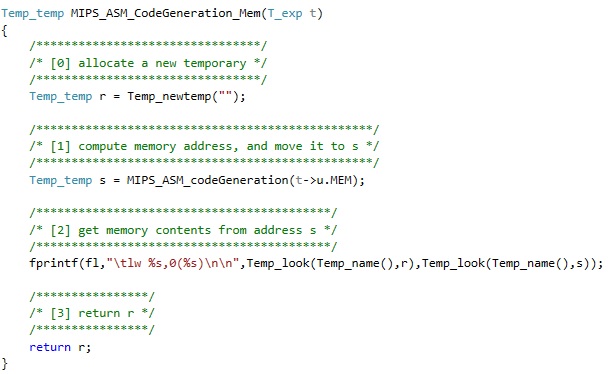 Temp_temp MIPS_ASM_CodeGeneration_Mem(T_exp t)
{
    /********************************/
    /* [0] allocate a new temporary */
    /********************************/
    Temp_temp r = Temp_newtemp("");

    /************************************************/
    /* [1] compute memory address, and move it to s */
    /************************************************/
    Temp_temp s = MIPS_ASM_codeGeneration(t->u.MEM);

    /******************************************/
    /* [2] get memory contents from address s */
    /******************************************/
    fprintf(fl,"\tlw %s,0(%s)\n\n",Temp_look(Temp_name(),r),Temp_look(Temp_name(),s));

    /****************/
    /* [3] return r */
    /****************/
    return r;
}